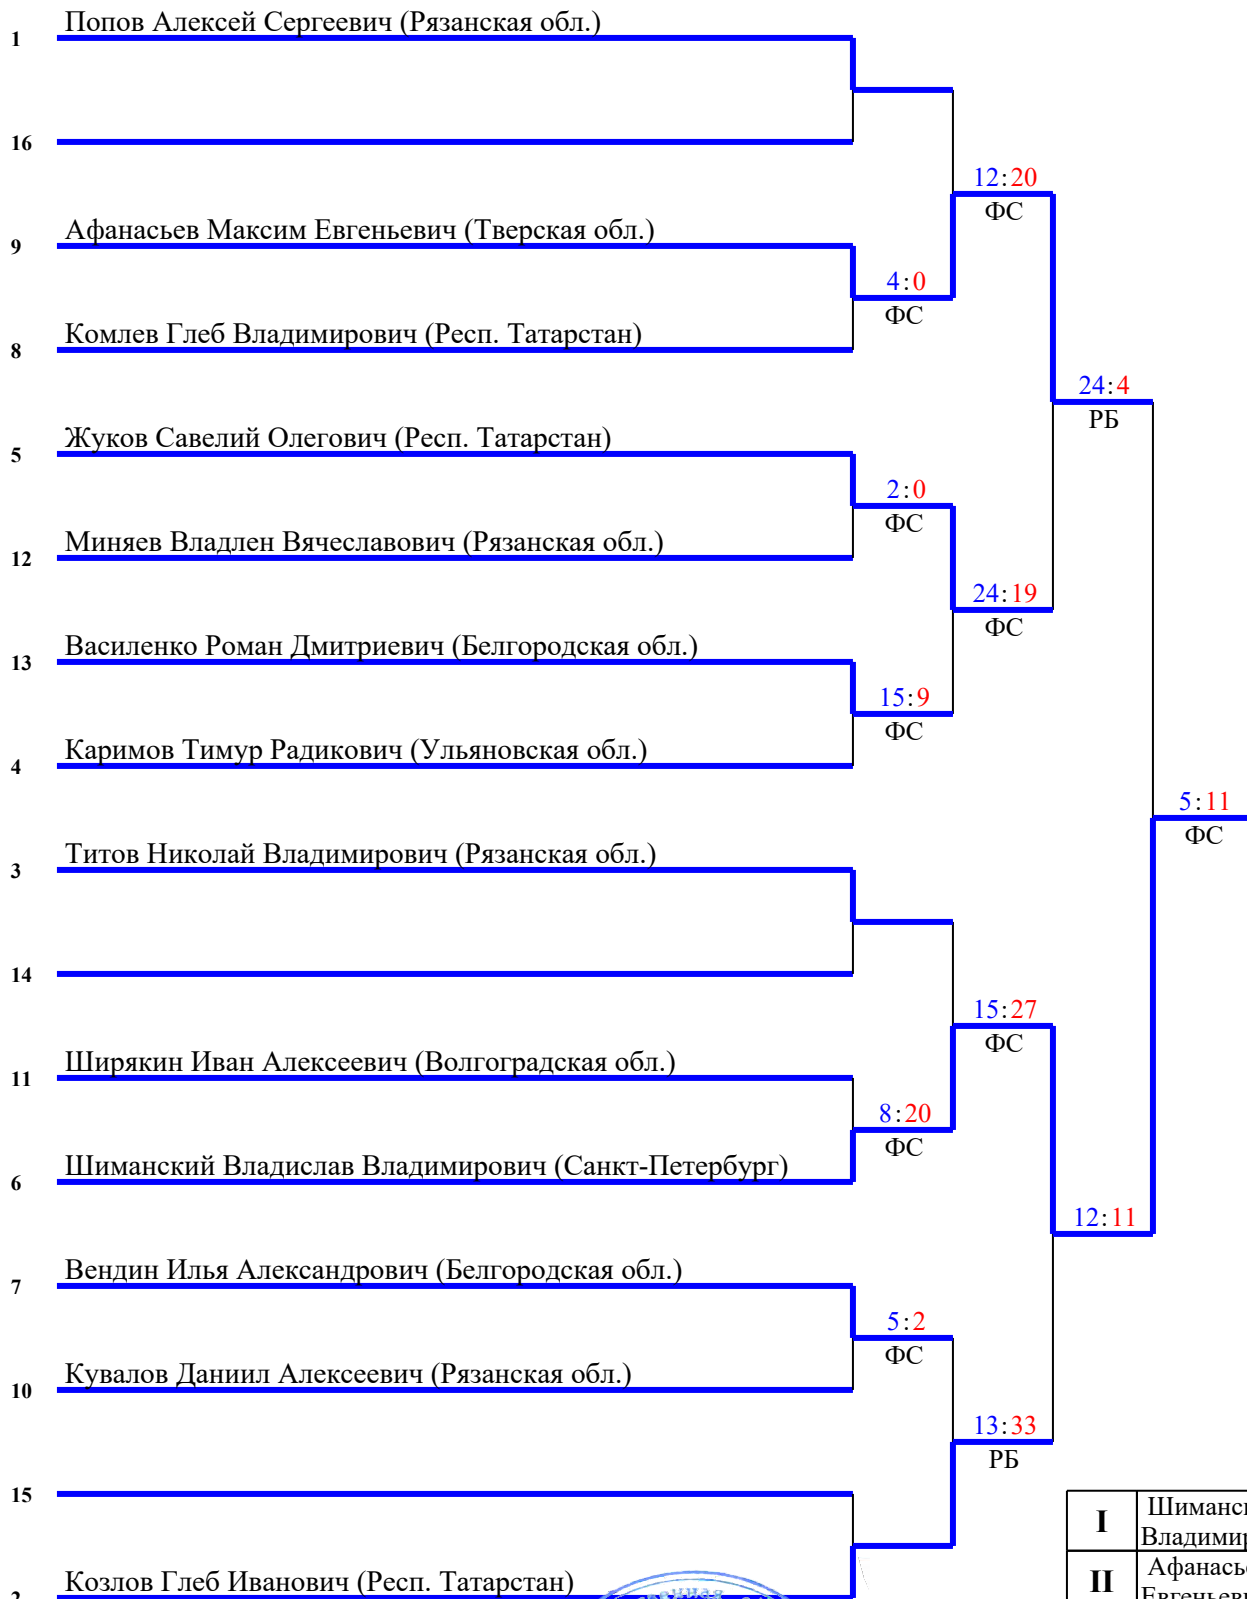 Попов Алексей Сергеевич (Рязанская обл.)
1
16
12:20
ФС
Афанасьев Максим Евгеньевич (Тверская обл.)
9
4:0
ФС
Комлев Глеб Владимирович (Респ. Татарстан)
8
24:4
РБ
Жуков Савелий Олегович (Респ. Татарстан)
5
2:0
ФС
Миняев Владлен Вячеславович (Рязанская обл.)
12
24:19
ФС
Василенко Роман Дмитриевич (Белгородская обл.)
13
15:9
ФС
Каримов Тимур Радикович (Ульяновская обл.)
4
5:11
ФС
Титов Николай Владимирович (Рязанская обл.)
3
14
15:27
ФС
Ширякин Иван Алексеевич (Волгоградская обл.)
11
8:20
ФС
Шиманский Владислав Владимирович (Санкт-Петербург)
6
12:11
Вендин Илья Александрович (Белгородская обл.)
7
5:2
ФС
Кувалов Даниил Алексеевич (Рязанская обл.)
10
13:33
РБ
15
I
Козлов Глеб Иванович (Респ. Татарстан)
II